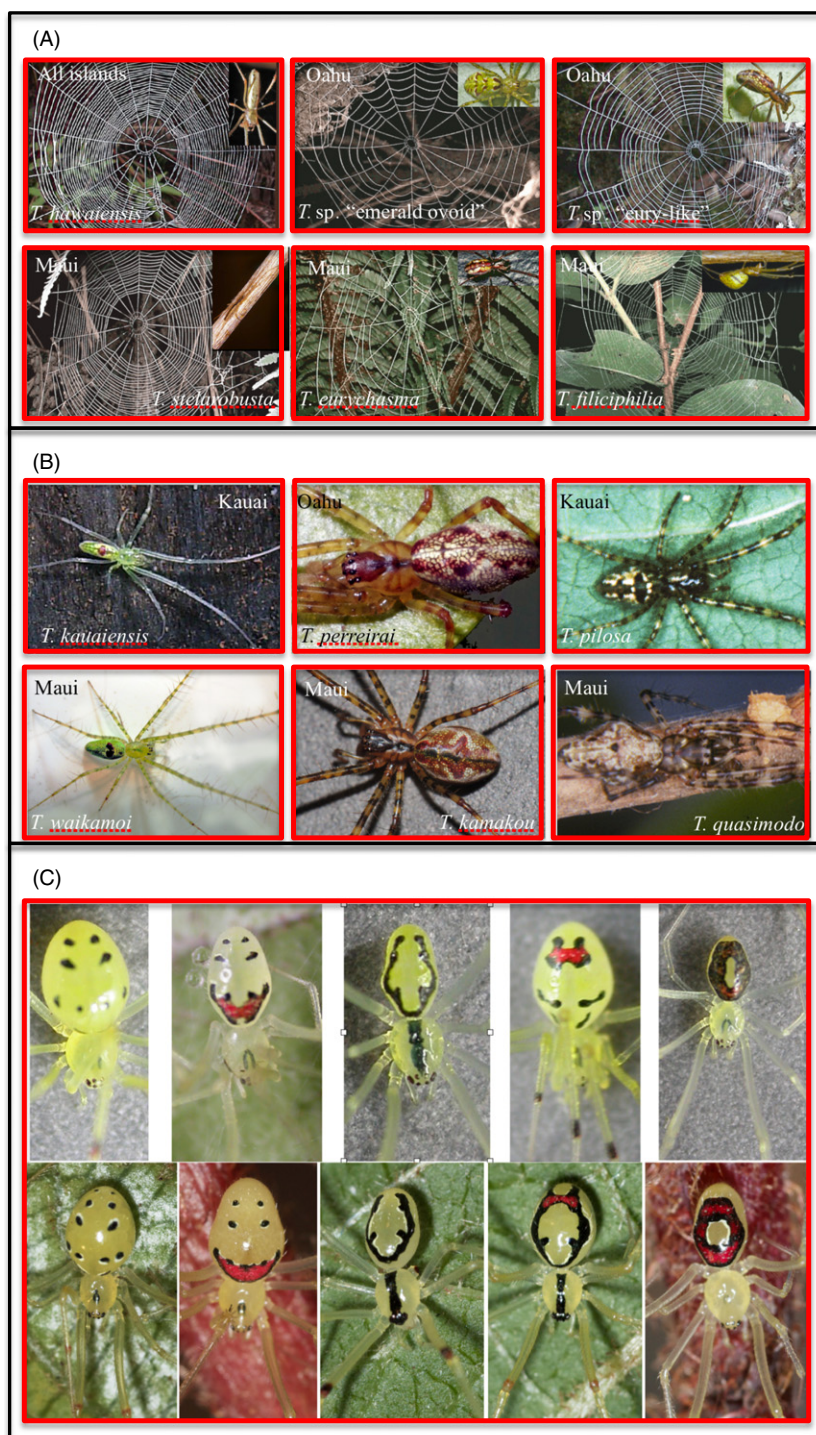 (A)
All islands
T. hawaiensis
Oahu
T. sp. “emerald ovoid”
Oahu
T. sp. “eury-like”
Maui
T. stelarobusta
Maui
T. eurychasma
Maui
T. filiciphilia
(B)
Kauai
T. kauaiensis
Oahu
T. perreirai
Kauai
T. pilosa
Maui
T. waikamoi
Maui
T. kamakou
Maui
T. quasimodo
(C)